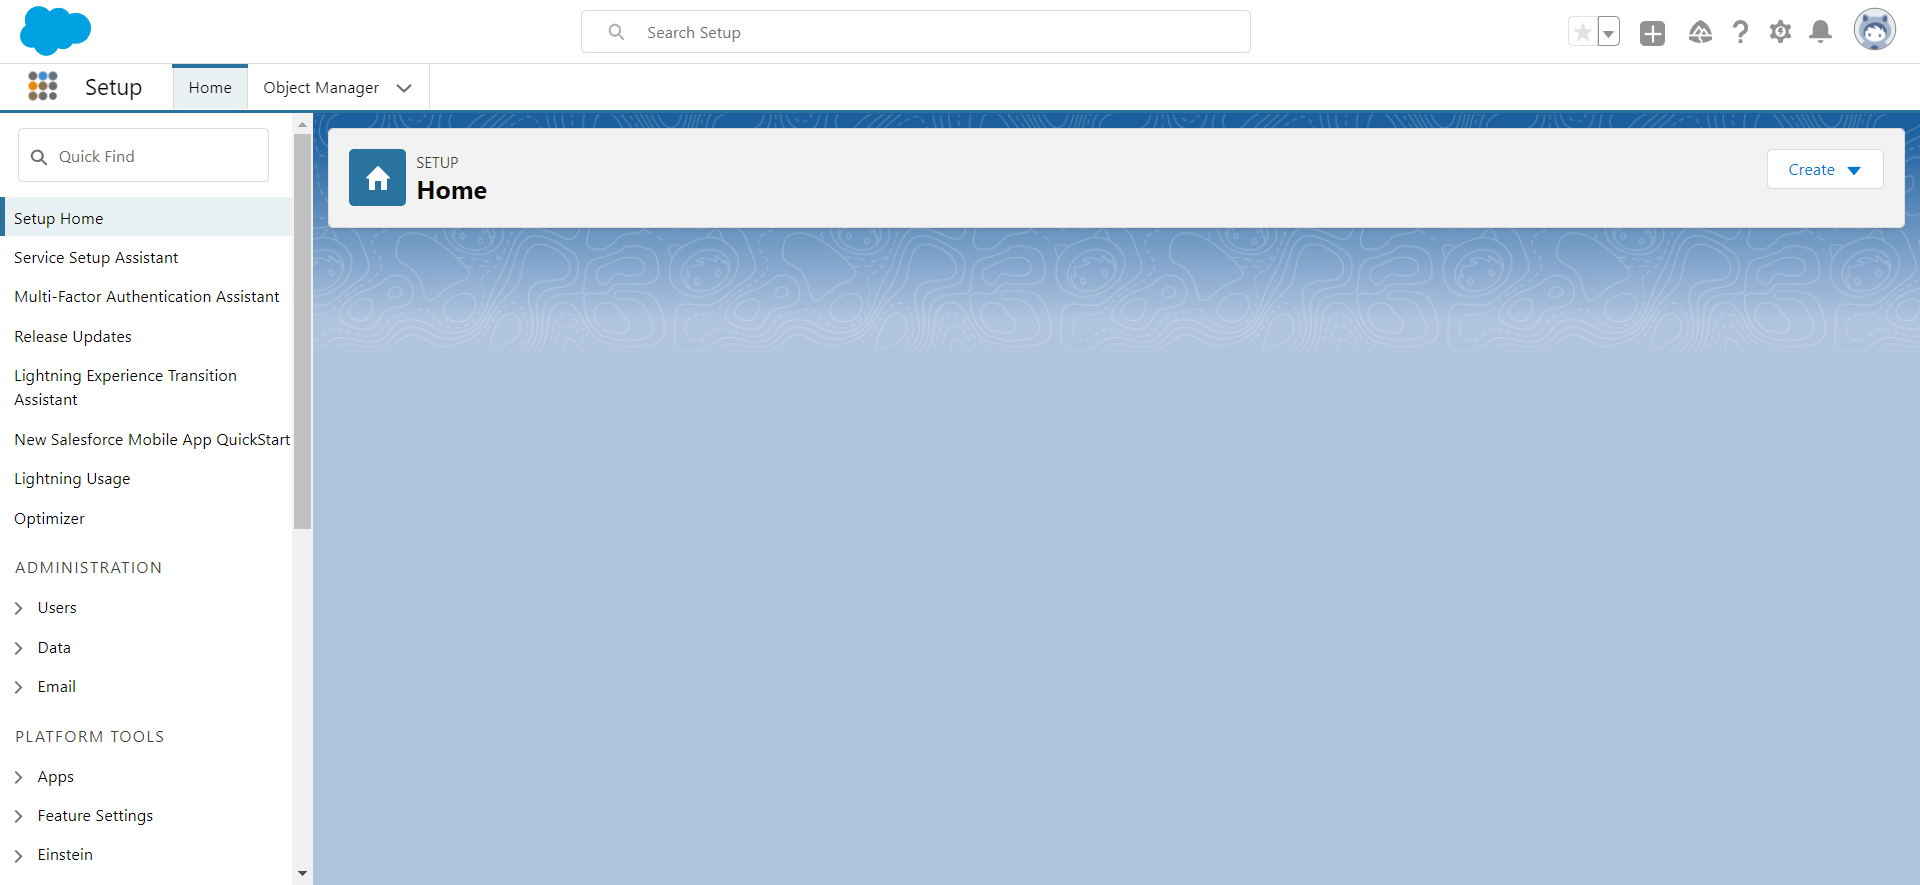 Search Setup
Setup
Home
Object Manager
Quick Find
Setup Home
Service Setup Assistant
Multi-Factor Authentication Assistant
Release Updates
Lightning Experience Transition
Assistant
New Salesforce Mobile App QuickStart
Lightning Usage
Optimizer
ADMINISTRATION
Users
Data
Email
PLATFORM TOOLS
Apps
Feature Settings
Einstein
SETUP
Home
Create